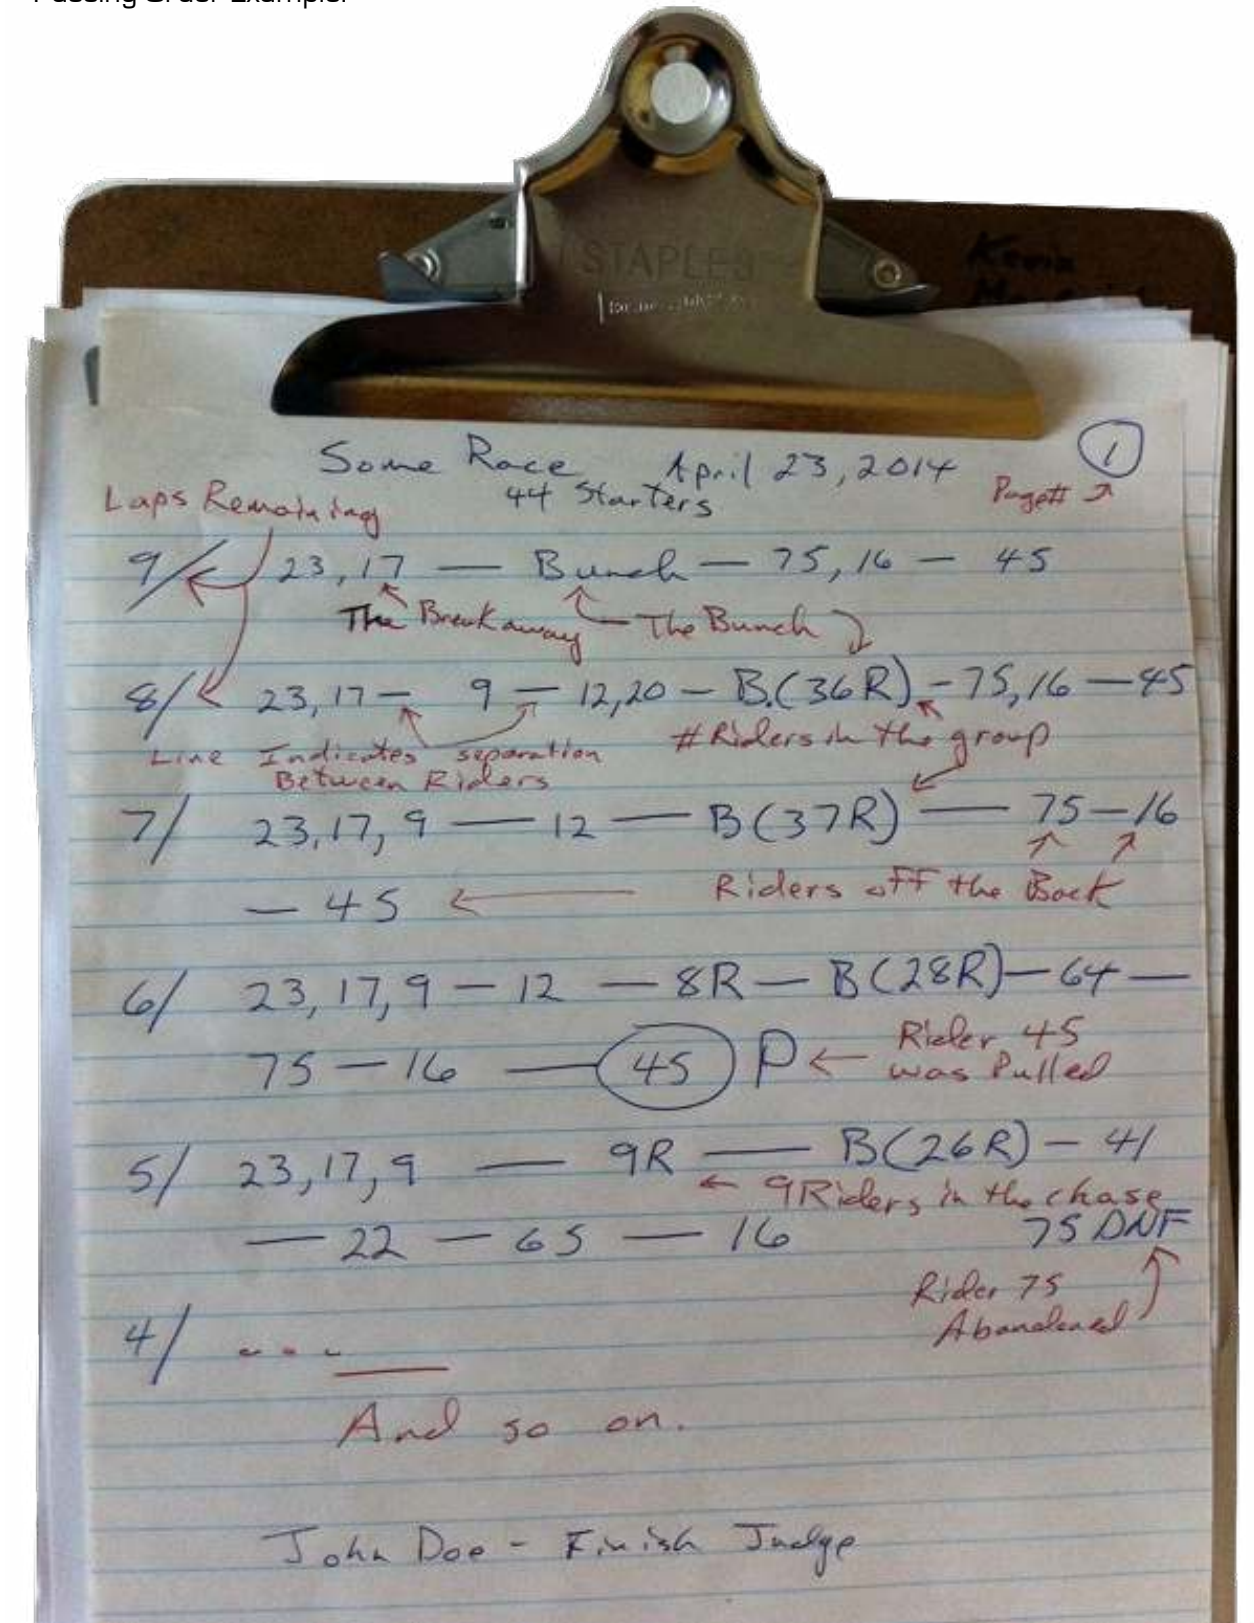 Passing Order Example:
STAPLES
Kevin
Some Race April 23, 2014 1
44 Starters
Page# ↗
Laps Remaining
9/ 23, 17 — Bunch — 75, 16 — 45
The Breakaway ← The Bunch
8/ 23, 17 — 9 — 12, 20 — B.(36R) - 75, 16 — 45
# Riders in the group
Line Indicates separation
Between Riders
7/ 23, 17, 9 — 12 — B(37R) — 75 — 16
Riders off the Back
— 45 ←
6/ 23, 17, 9 — 12 — 8R — B(28R) — 64 —
75 — 16 — 45 P ← Rider 45
was Pulled
5/ 23, 17, 9 — 9R — B(26R) — 41
← 9 Riders in the chase
— 22 — 65 — 16 75 DNF
Rider 75
Abandoned
4/ - - - __
And so on.
John Doe - Finish Judge